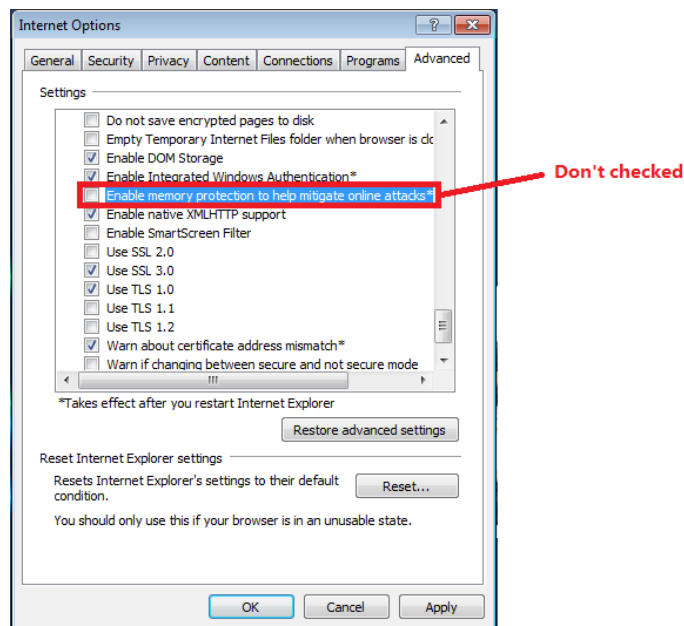 Internet Options
General Security Privacy Content Connections Programs Advanced
Settings
Do not save encrypted pages to disk
Empty Temporary Internet Files folder when browser is clo
Enable DOM Storage
Enable Integrated Windows Authentication*
Enable memory protection to help mitigate online attacks*
Don't checked
Enable native XMLHTTP support
Enable SmartScreen Filter
Use SSL 2.0
Use SSL 3.0
Use TLS 1.0
Use TLS 1.1
Use TLS 1.2
Warn about certificate address mismatch*
Warn if changing between secure and not secure mode
*Takes effect after you restart Internet Explorer
Restore advanced settings
Reset Internet Explorer settings
Resets Internet Explorer's settings to their default
condition.
Reset...
You should only use this if your browser is in an unusable state.
OK Cancel Apply